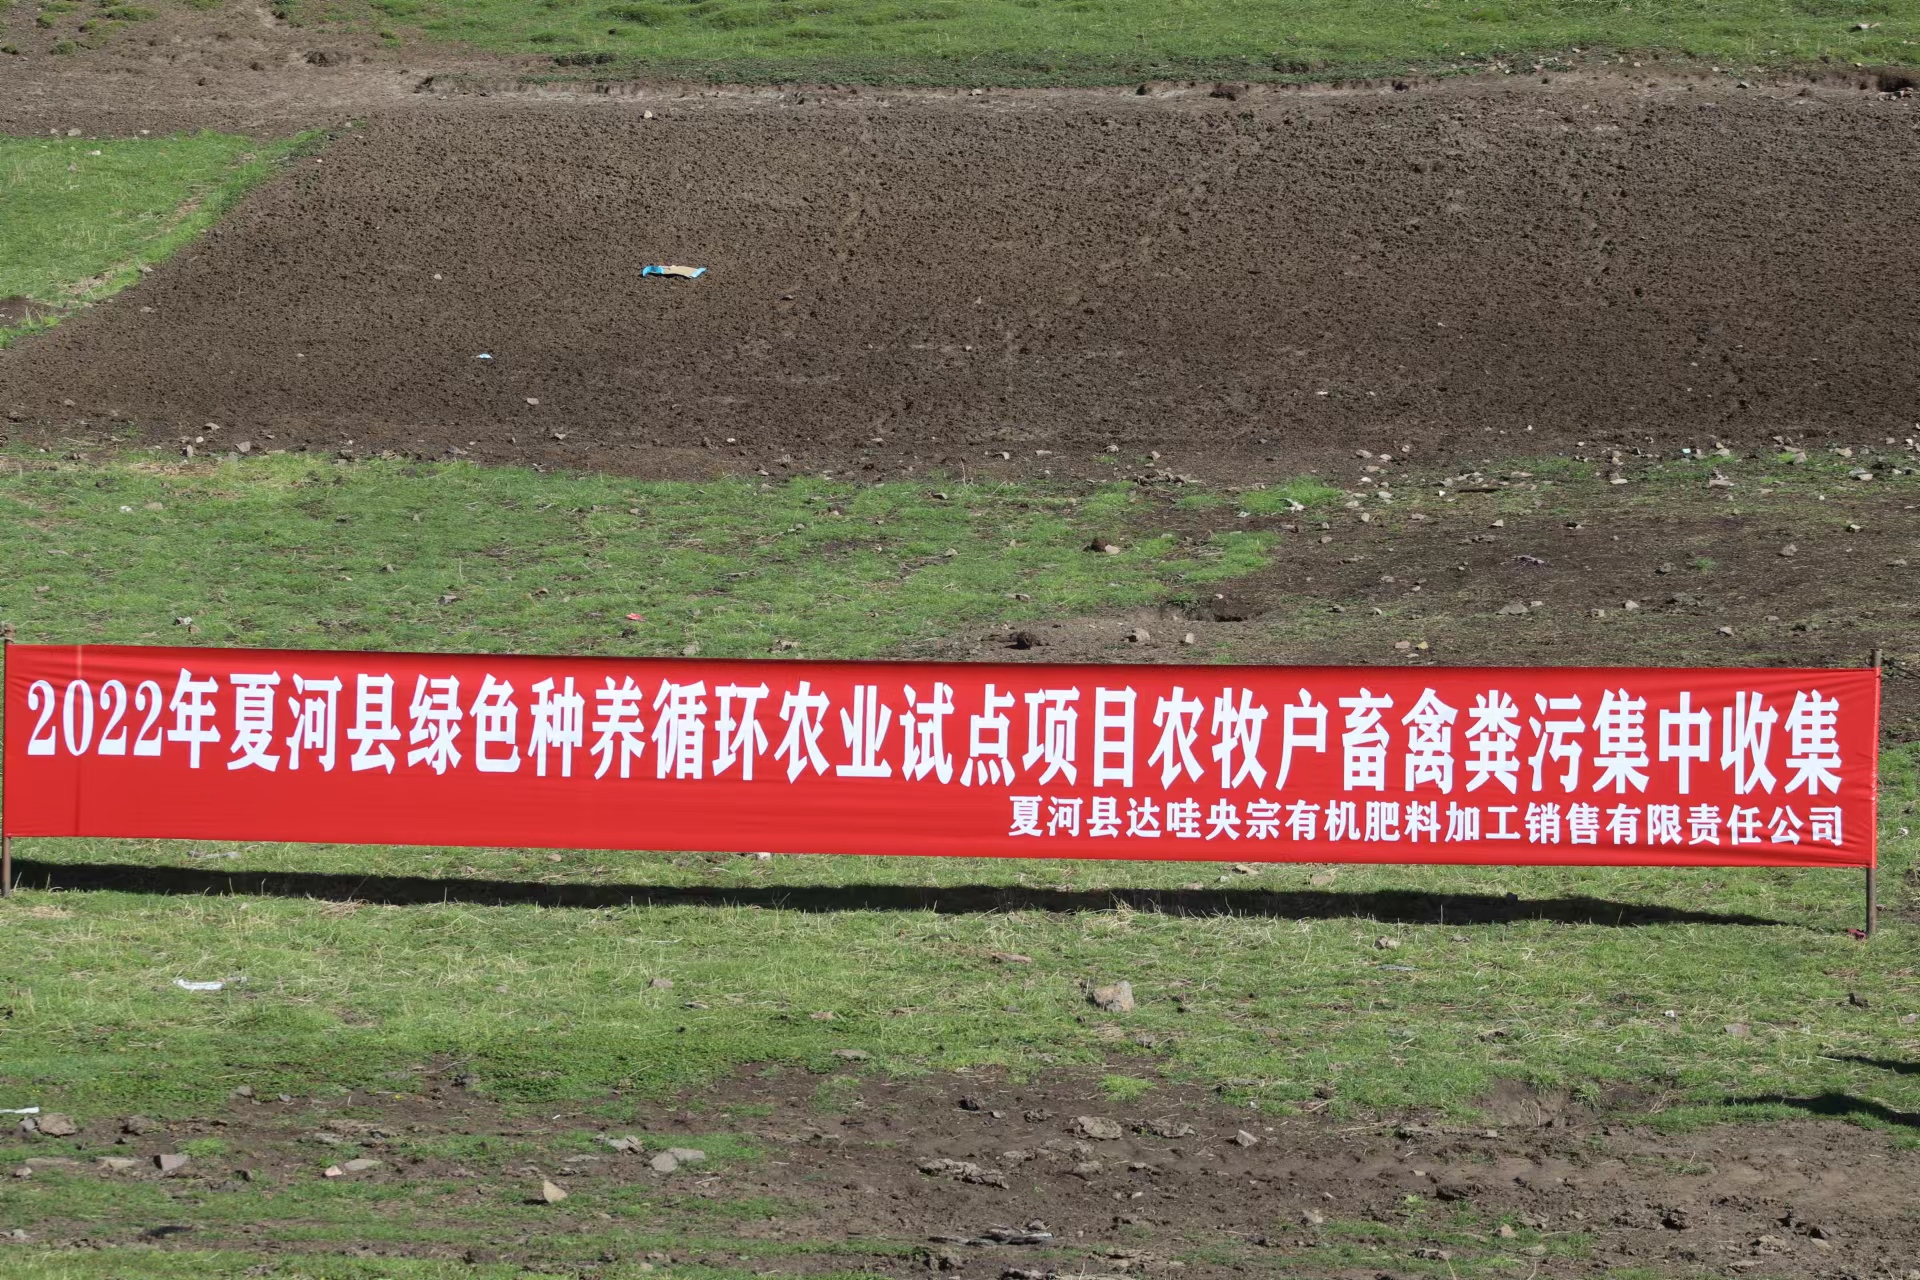 2022年夏河县绿色种养循环农业试点项目农牧户畜禽粪污集中收集
夏河县达哇央宗有机肥料加工销售有限责任公司